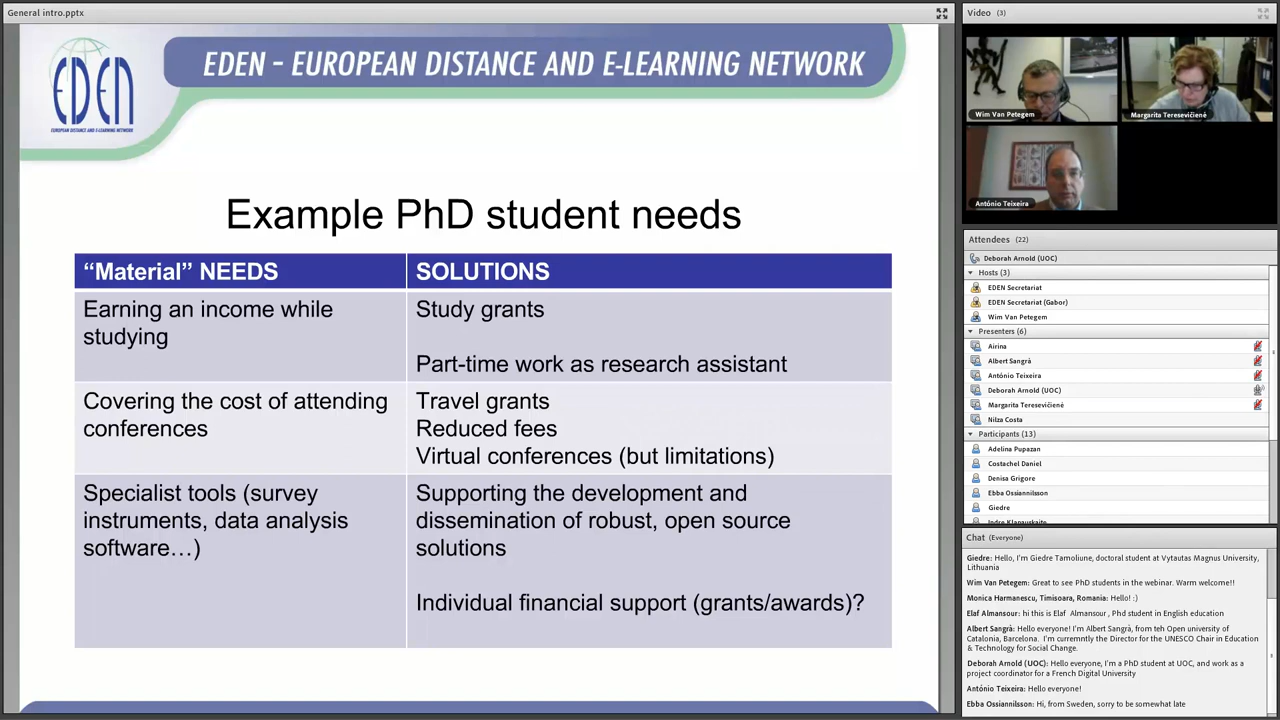 General intro.pptx
EDEN
EUROPEAN DISTANCE AND E-LEARNING NETWORK
EDEN - EUROPEAN DISTANCE AND E-LEARNING NETWORK
Example PhD student needs
“Material” NEEDS
SOLUTIONS
Earning an income while
studying
Study grants
Part-time work as research assistant
Covering the cost of attending
conferences
Travel grants
Reduced fees
Virtual conferences (but limitations)
Specialist tools (survey
instruments, data analysis
software…)
Supporting the development and
dissemination of robust, open source
solutions
Individual financial support (grants/awards)?
Video (3)
Wim Van Petegem
Margarita Teresevičienė
António Teixeira
Attendees (22)
Deborah Arnold (UOC)
Hosts (3)
EDEN Secretariat
EDEN Secretariat (Gabor)
Wim Van Petegem
Presenters (6)
Airina
Albert Sangrà
António Teixeira
Deborah Arnold (UOC)
Margarita Teresevičienė
Nilza Costa
Participants (13)
Adelina Pupazan
Costachel Daniel
Denisa Grigore
Ebba Ossiannilsson
Giedre
Indre Klanauskaite
Chat (Everyone)
Giedre: Hello, I'm Giedre Tamoliune, doctoral student at Vytautas Magnus University,
Lithuania
Wim Van Petegem: Great to see PhD students in the webinar. Warm welcome!!
Monica Harmanescu, Timisoara, Romania: Hello! :)
Elaf Almansour: hi this is Elaf Almansour , Phd student in English education
Albert Sangrà: Hello everyone! I'm Albert Sangrà, from teh Open university of
Catalonia, Barcelona. I'm curremntly the Director for the UNESCO Chair in Education
& Technology for Social Change.
Deborah Arnold (UOC): Hello everyone, I'm a PhD student at UOC, and work as a
project coordinator for a French Digital University
António Teixeira: Hello everyone!
Ebba Ossiannilsson: Hi, from Sweden, sorry to be somewhat late